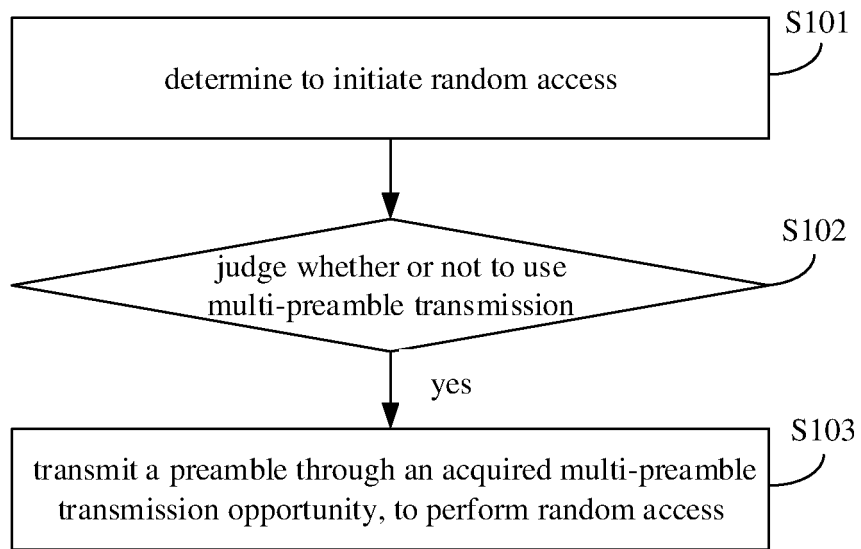 S101
determine to initiate random access
S102
judge whether or not to use
multi-preamble transmission
yes
S103
transmit a preamble through an acquired multi-preamble
transmission opportunity, to perform random access